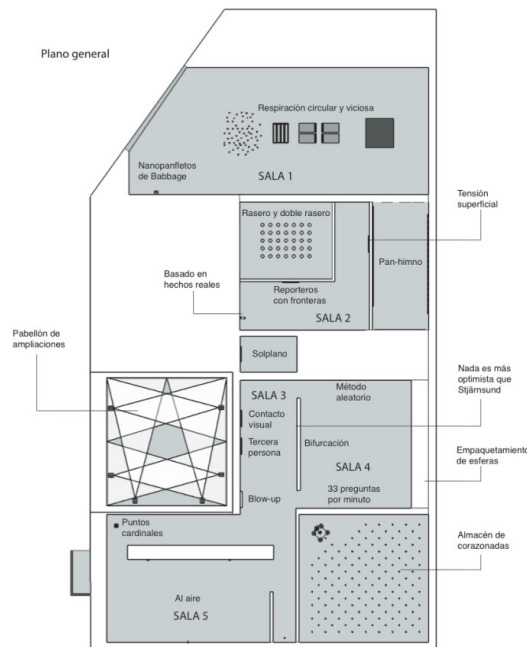 Plano general
Respiración circular y viciosa
Nanopanfletos
de Babbage
SALA 1
Tensión
superficial
Rasero y doble rasero
Pan-himno
Basado en
hechos reales
Reporteros
con fronteras
SALA 2
Pabellón de
ampliaciones
Solplano
Nada es más
optimista que
Stjärnsund
SALA 3
Método
aleatorio
Contacto
visual
Tercera
persona
Bifurcación
SALA 4
Empaquetamiento
de esferas
Blow-up
33 preguntas
por minuto
Puntos
cardinales
Almacén de
corazonadas
Al aire
SALA 5